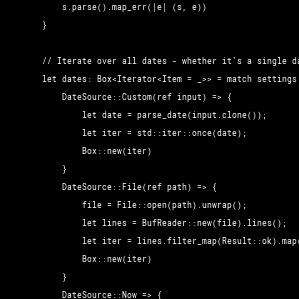 s.parse().map_err(|e| (s, e))
}
// Iterate over all dates - whether it's a single da
let dates: Box<Iterator<Item = _>> = match settings
DateSource::Custom(ref input) => {
let date = parse_date(input.clone());
let iter = std::iter::once(date);
Box::new(iter)
}
DateSource::File(ref path) => {
file = File::open(path).unwrap();
let lines = BufReader::new(file).lines();
let iter = lines.filter_map(Result::ok).map(
Box::new(iter)
}
DateSource::Now => {